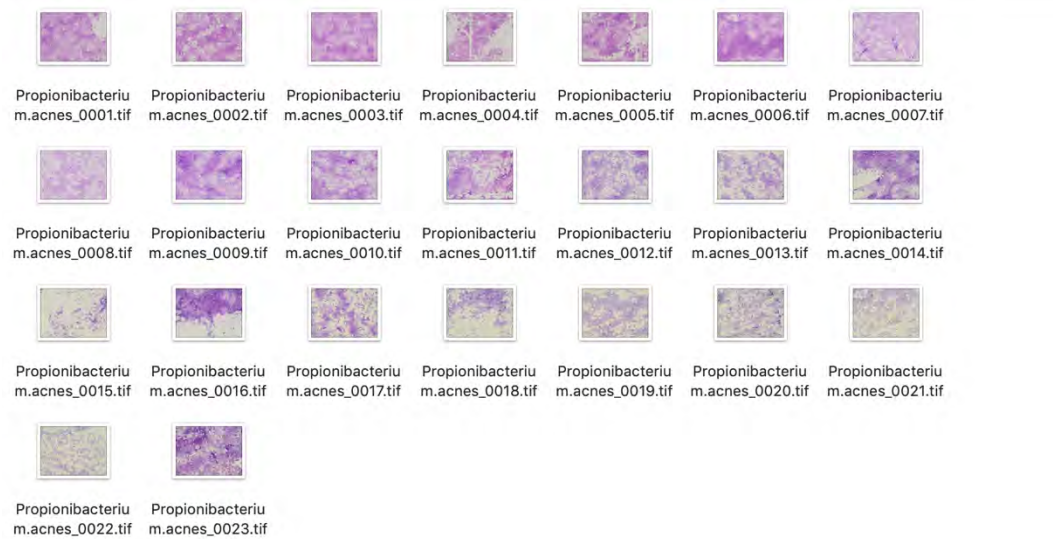 Propionibacteriu Propionibacteriu Propionibacteriu Propionibacteriu Propionibacteriu Propionibacteriu Propionibacteriu
m.acnes_0001.tif m.acnes_0002.tif m.acnes_0003.tif m.acnes_0004.tif m.acnes_0005.tif m.acnes_0006.tif m.acnes_0007.tif
Propionibacteriu Propionibacteriu Propionibacteriu Propionibacteriu Propionibacteriu Propionibacteriu Propionibacteriu
m.acnes_0008.tif m.acnes_0009.tif m.acnes_0010.tif m.acnes_0011.tif m.acnes_0012.tif m.acnes_0013.tif m.acnes_0014.tif
Propionibacteriu Propionibacteriu Propionibacteriu Propionibacteriu Propionibacteriu Propionibacteriu Propionibacteriu
m.acnes_0015.tif m.acnes_0016.tif m.acnes_0017.tif m.acnes_0018.tif m.acnes_0019.tif m.acnes_0020.tif m.acnes_0021.tif
Propionibacteriu Propionibacteriu
m.acnes_0022.tif m.acnes_0023.tif